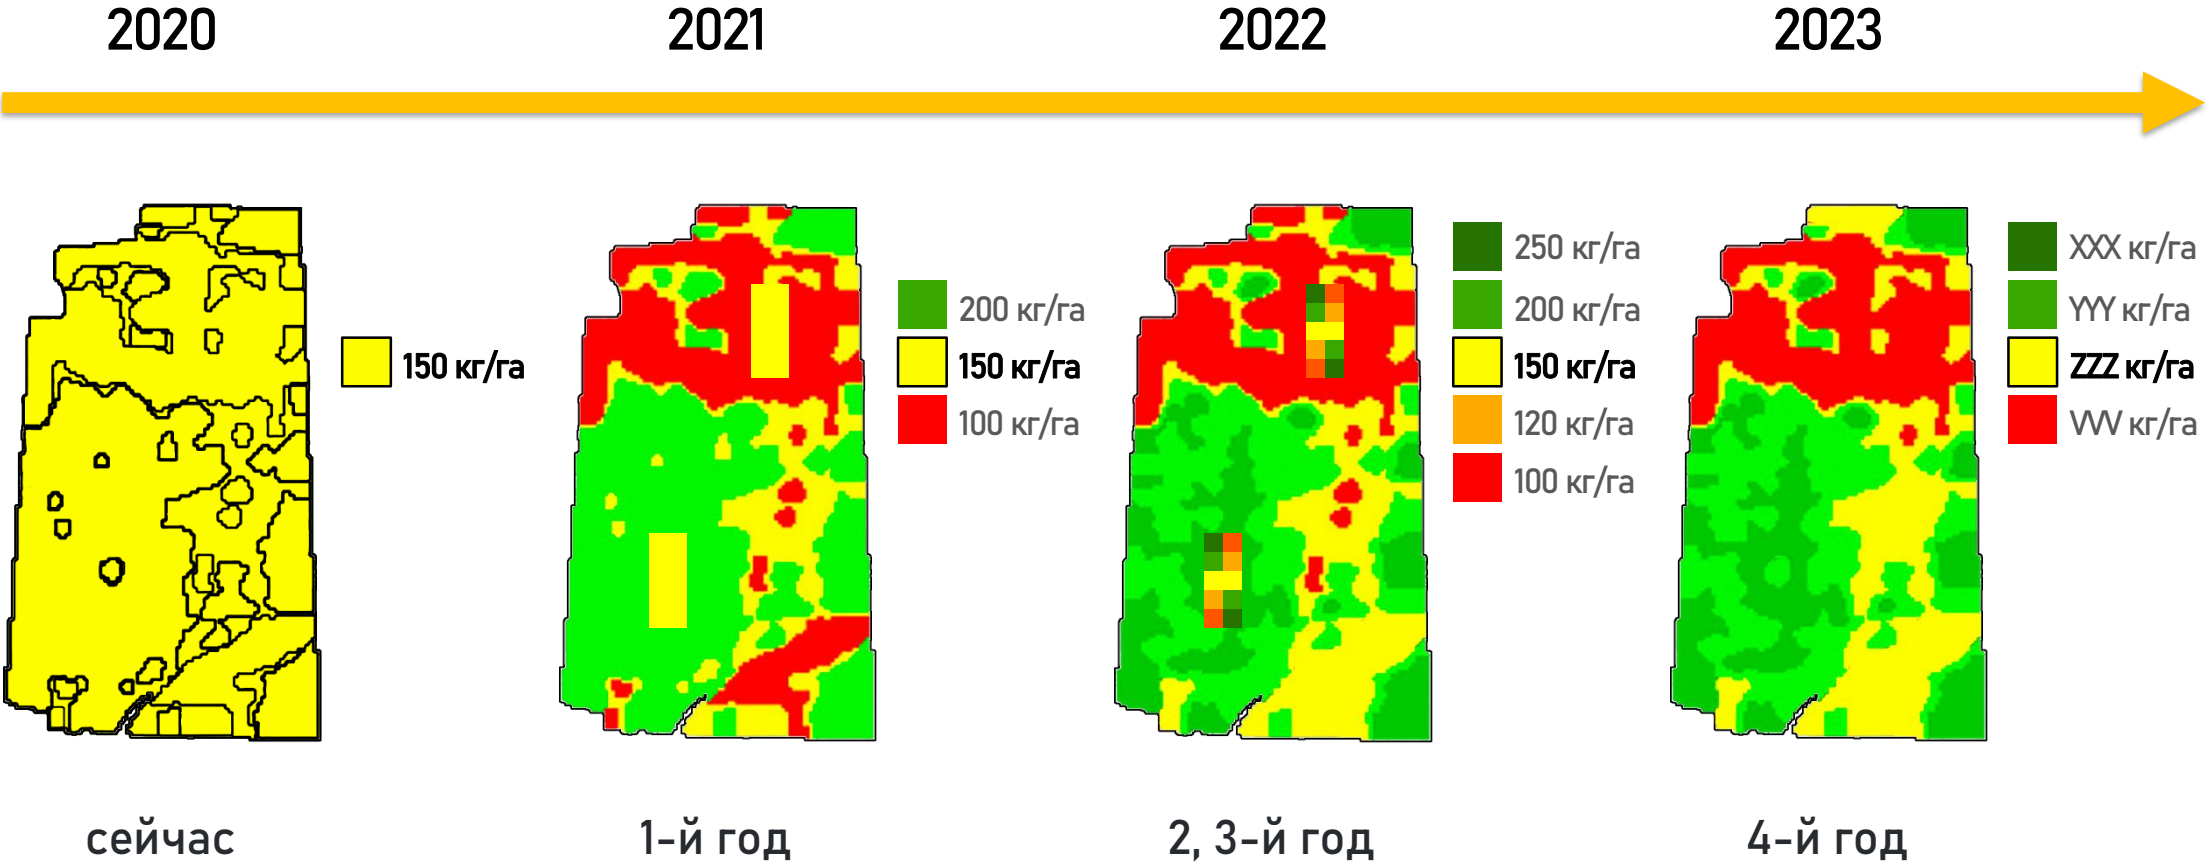 2020
2021
2022
2023
150 кг/га
200 кг/га
150 кг/га
100 кг/га
250 кг/га
200 кг/га
150 кг/га
120 кг/га
100 кг/га
XXX кг/га
YYY кг/га
ZZZ кг/га
VVV кг/га
сейчас
1-й год
2, 3-й год
4-й год